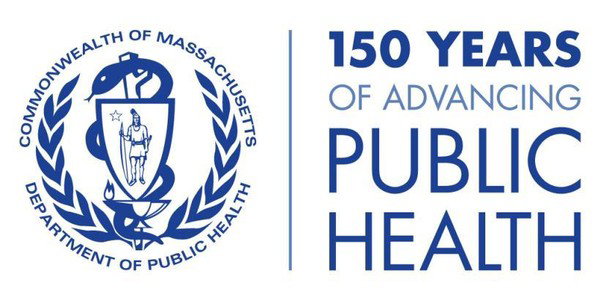 COMMONWEALTH OF MASSACHUSETTS
DEPARTMENT OF PUBLIC HEALTH
150 YEARS
OF ADVANCING
PUBLIC
HEALTH